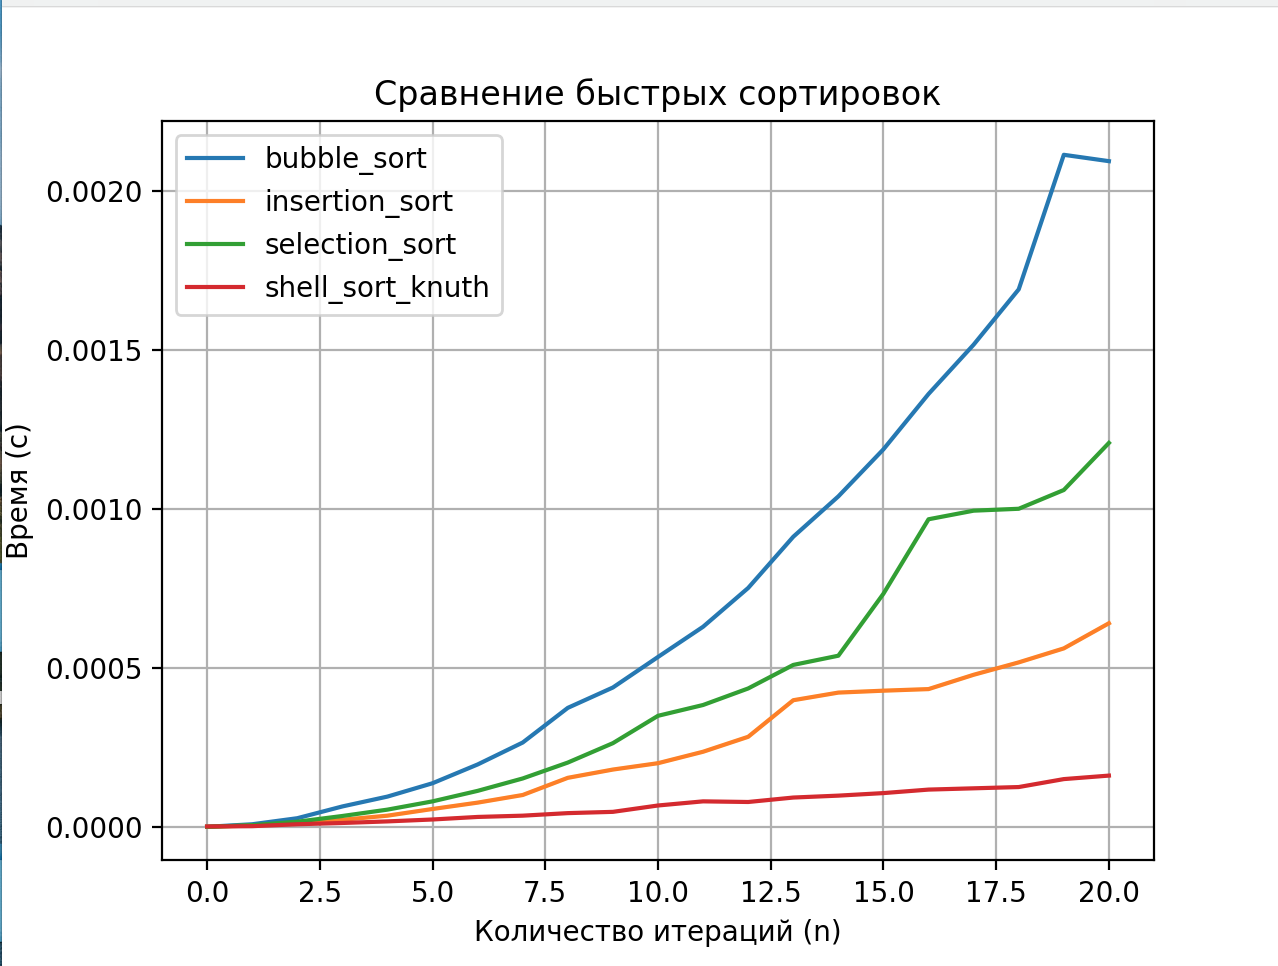 Сравнение быстрых сортировок
bubble_sort
insertion_sort
selection_sort
shell_sort_knuth
0.0020
0.0015
0.0010
0.0005
0.0000
Время (с)
0.0 2.5 5.0 7.5 10.0 12.5 15.0 17.5 20.0
Количество итераций (n)